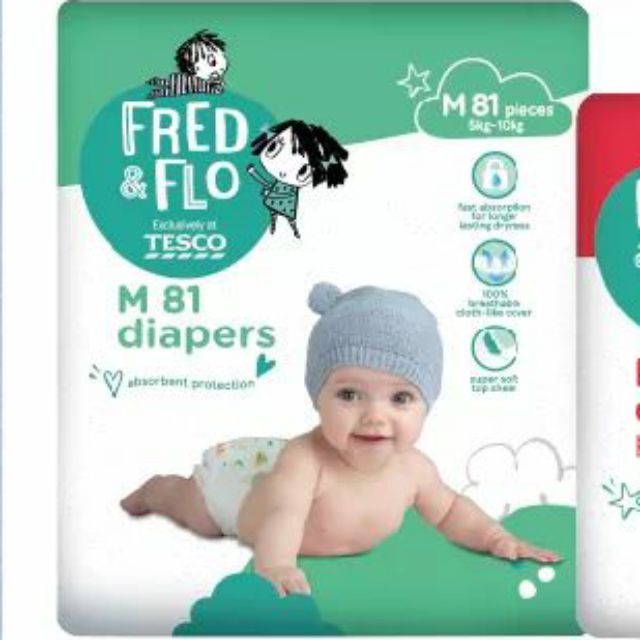 FRED
& FLO
Exclusively at
TESCO
M 81 pieces
5kg-10kg
fast absorption
for longer
lasting dryness
100%
breathable
cloth-like cover
super soft
top sheet
M 81
diapers
absorbent protection